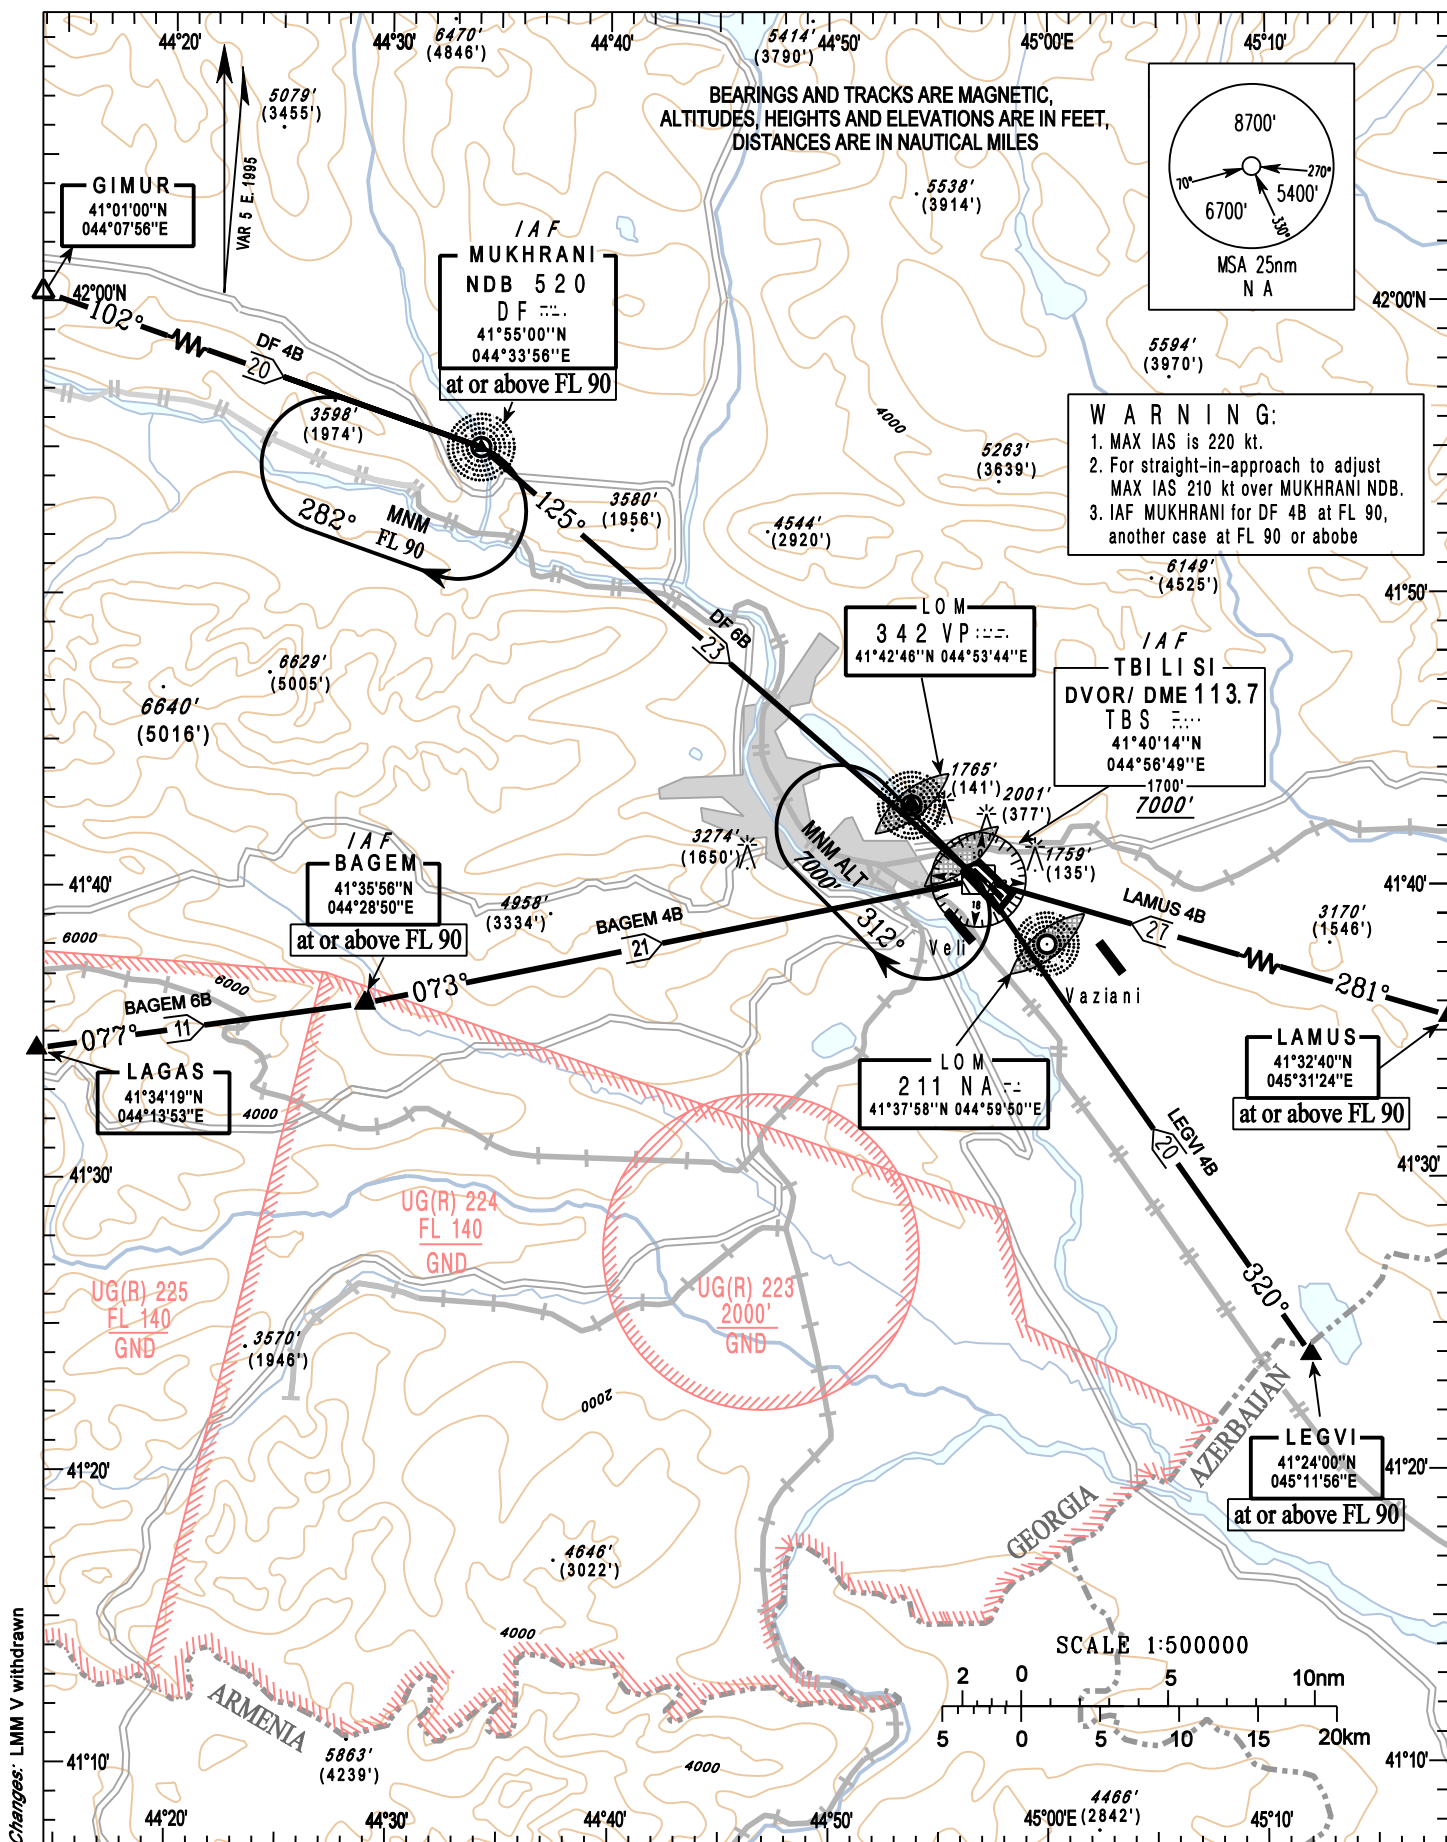 44°20'
44°30'
44°40'
44°50'
45°00'E
45°10'
6470'
(4846')
5414'
(3790')
5079'
(3455')
BEARINGS AND TRACKS ARE MAGNETIC,
ALTITUDES, HEIGHTS AND ELEVATIONS ARE IN FEET,
DISTANCES ARE IN NAUTICAL MILES
8700'
70°
270°
5400'
6700'
330°
MSA 25nm
N A
VAR 5 E.1995
GIMUR
41°01'00"N
044°07'56"E
5538'
(3914')
IAF
MUKHRANI
NDB 520
DF
41°55'00"N
044°33'56"E
at or above FL 90
42°00'N
42°00'N
102°
DF 4B
20
5594'
(3970')
3598'
(1974')
4000
WARNING:
1. MAX IAS is 220 kt.
2. For straight-in-approach to adjust
MAX IAS 210 kt over MUKHRANI NDB.
3. IAF MUKHRANI for DF 4B at FL 90,
another case at FL 90 or abobe
5263'
(3639')
282°
MNM
FL 90
125°
3580'
(1956')
4544'
(2920')
6149'
(4525')
41°50'
41°50'
DF 6B
23
LOM
342 VP
41°42'46"N 044°53'44"E
IAF
TBILISI
DVOR/DME 113.7
TBS
41°40'14"N
044°56'49"E
1700'
7000'
6629'
(5005')
6640'
(5016')
1765'
(141')
2001'
(377')
1759'
(135')
3274'
(1650')
MNM ALT
7000'
312°
IAF
BAGEM
41°35'56"N
044°28'50"E
at or above FL 90
41°40'
41°40'
4958'
(3334')
BAGEM 4B
21
18
Veli
LAMUS 4B
27
3170'
(1546')
6000
6000
073°
BAGEM 6B
11
077°
Vaziani
281°
LAGAS
41°34'19"N
044°13'53"E
4000
LOM
211 NA
41°37'58"N 044°59'50"E
LAMUS
41°32'40"N
045°31'24"E
at or above FL 90
41°30'
41°30'
LEGVI 4B
20
UG(R) 224
FL 140
GND
UG(R) 225
FL 140
GND
UG(R) 223
2000'
GND
320°
3570'
(1946')
2000
AZERBAIJAN
LEGVI
41°24'00"N
045°11'56"E
at or above FL 90
41°20'
41°20'
GEORGIA
4646'
(3022')
4000
ARMENIA
SCALE 1:500000
2 0 5 10nm
5 0 5 10 15 20km
5863'
(4239')
4000
41°10'
41°10'
4466'
(2842')
44°20'
44°30'
44°40'
44°50'
45°00'E
45°10'
Changes: LMM V withdrawn